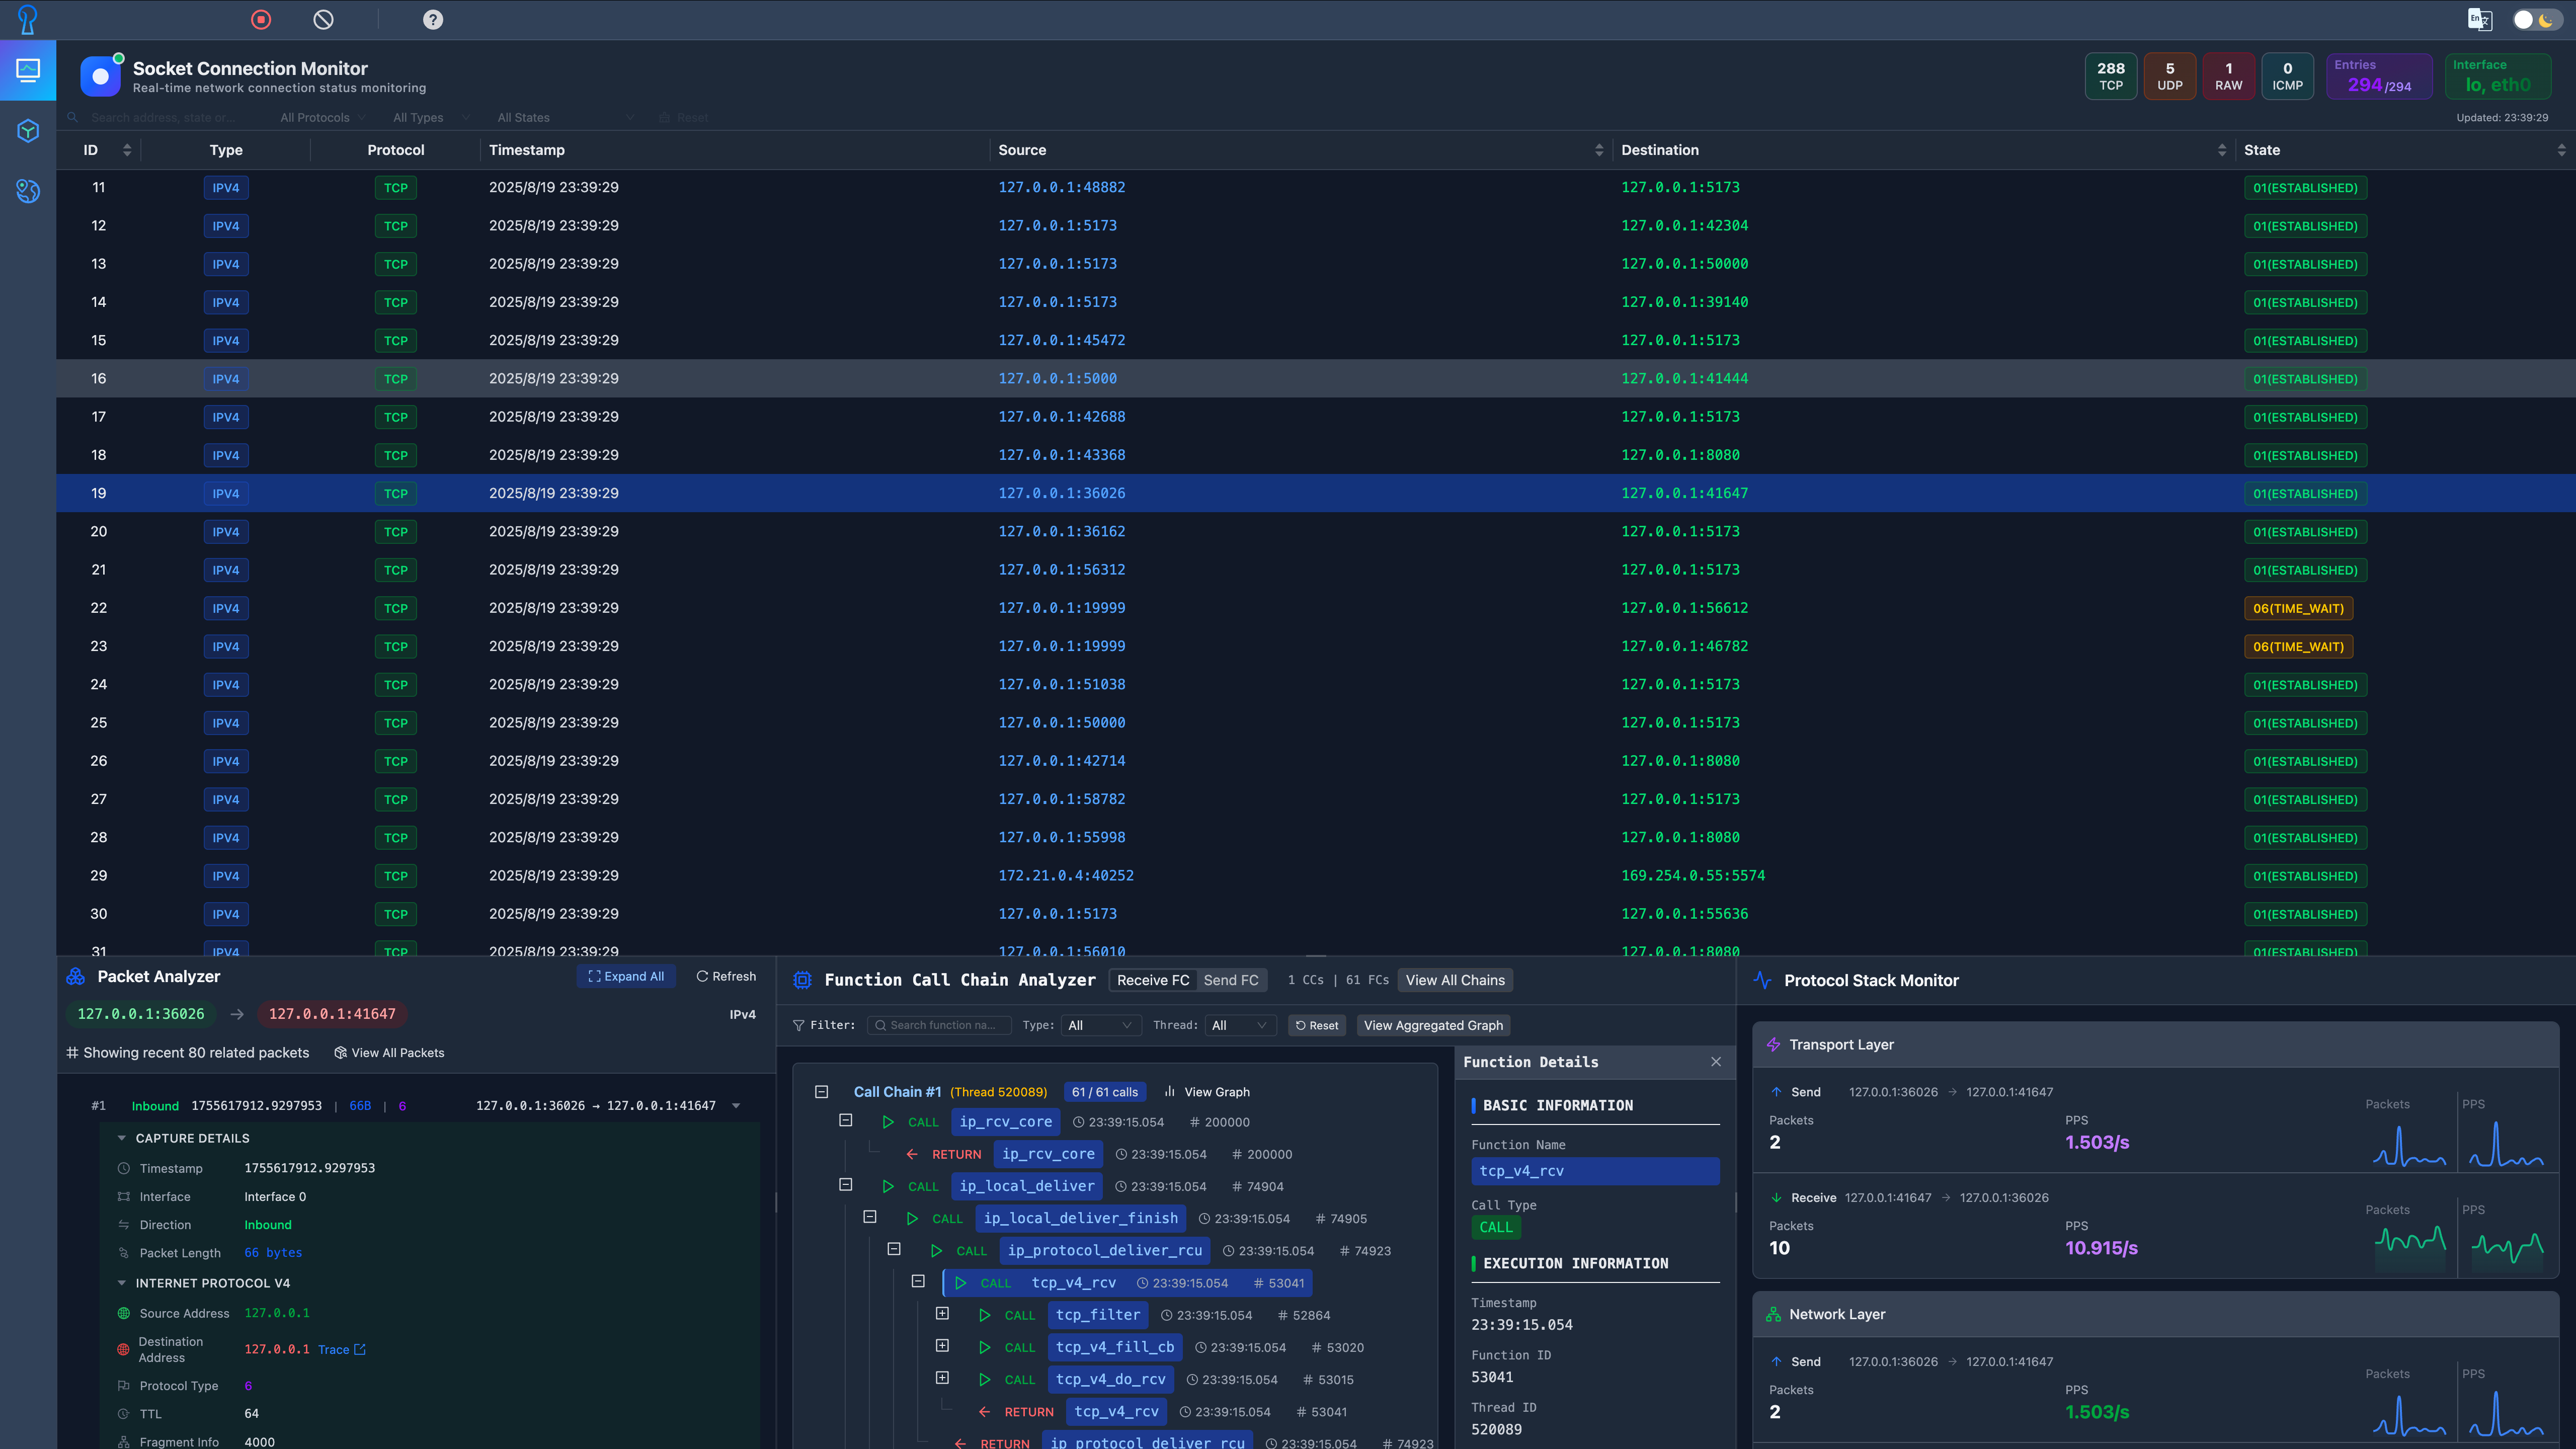 ?
En 文
Socket Connection Monitor
Real-time network connection status monitoring
288 TCP
5 UDP
1 RAW
0 ICMP
Entries 294/294
Interface lo, eth0
Search address, state or... All Protocols All Types All States Reset
Updated: 23:39:29
ID Type Protocol Timestamp Source Destination State
11 IPV4 TCP 2025/8/19 23:39:29 127.0.0.1:48882 127.0.0.1:5173 01(ESTABLISHED)
12 IPV4 TCP 2025/8/19 23:39:29 127.0.0.1:5173 127.0.0.1:42304 01(ESTABLISHED)
13 IPV4 TCP 2025/8/19 23:39:29 127.0.0.1:5173 127.0.0.1:50000 01(ESTABLISHED)
14 IPV4 TCP 2025/8/19 23:39:29 127.0.0.1:5173 127.0.0.1:39140 01(ESTABLISHED)
15 IPV4 TCP 2025/8/19 23:39:29 127.0.0.1:45472 127.0.0.1:5173 01(ESTABLISHED)
16 IPV4 TCP 2025/8/19 23:39:29 127.0.0.1:5000 127.0.0.1:41444 01(ESTABLISHED)
17 IPV4 TCP 2025/8/19 23:39:29 127.0.0.1:42688 127.0.0.1:5173 01(ESTABLISHED)
18 IPV4 TCP 2025/8/19 23:39:29 127.0.0.1:43368 127.0.0.1:8080 01(ESTABLISHED)
19 IPV4 TCP 2025/8/19 23:39:29 127.0.0.1:36026 127.0.0.1:41647 01(ESTABLISHED)
20 IPV4 TCP 2025/8/19 23:39:29 127.0.0.1:36162 127.0.0.1:5173 01(ESTABLISHED)
21 IPV4 TCP 2025/8/19 23:39:29 127.0.0.1:56312 127.0.0.1:5173 01(ESTABLISHED)
22 IPV4 TCP 2025/8/19 23:39:29 127.0.0.1:19999 127.0.0.1:56612 06(TIME_WAIT)
23 IPV4 TCP 2025/8/19 23:39:29 127.0.0.1:19999 127.0.0.1:46782 06(TIME_WAIT)
24 IPV4 TCP 2025/8/19 23:39:29 127.0.0.1:51038 127.0.0.1:5173 01(ESTABLISHED)
25 IPV4 TCP 2025/8/19 23:39:29 127.0.0.1:50000 127.0.0.1:5173 01(ESTABLISHED)
26 IPV4 TCP 2025/8/19 23:39:29 127.0.0.1:42714 127.0.0.1:8080 01(ESTABLISHED)
27 IPV4 TCP 2025/8/19 23:39:29 127.0.0.1:58782 127.0.0.1:5173 01(ESTABLISHED)
28 IPV4 TCP 2025/8/19 23:39:29 127.0.0.1:55998 127.0.0.1:8080 01(ESTABLISHED)
29 IPV4 TCP 2025/8/19 23:39:29 172.21.0.4:40252 169.254.0.55:5574 01(ESTABLISHED)
30 IPV4 TCP 2025/8/19 23:39:29 127.0.0.1:5173 127.0.0.1:55636 01(ESTABLISHED)
31 IPV4 TCP 2025/8/19 23:39:29 127.0.0.1:56010 127.0.0.1:8080 01(ESTABLISHED)
Packet Analyzer Expand All Refresh
127.0.0.1:36026 → 127.0.0.1:41647 IPv4
# Showing recent 80 related packets View All Packets
#1 Inbound 1755617912.9297953 | 66B | 6 127.0.0.1:36026 → 127.0.0.1:41647
CAPTURE DETAILS
Timestamp 1755617912.9297953
Interface Interface 0
Direction Inbound
Packet Length 66 bytes
INTERNET PROTOCOL V4
Source Address 127.0.0.1
Destination Address 127.0.0.1 Trace
Protocol Type 6
TTL 64
Fragment Info 4000
Function Call Chain Analyzer Receive FC Send FC 1 CCs | 61 FCs View All Chains
Filter: Search function na... Type: All Thread: All Reset View Aggregated Graph
Call Chain #1 (Thread 520089) 61 / 61 calls View Graph
CALL ip_rcv_core 23:39:15.054 # 200000
RETURN ip_rcv_core 23:39:15.054 # 200000
CALL ip_local_deliver 23:39:15.054 # 74904
CALL ip_local_deliver_finish 23:39:15.054 # 74905
CALL ip_protocol_deliver_rcu 23:39:15.054 # 74923
CALL tcp_v4_rcv 23:39:15.054 # 53041
CALL tcp_filter 23:39:15.054 # 52864
CALL tcp_v4_fill_cb 23:39:15.054 # 53020
CALL tcp_v4_do_rcv 23:39:15.054 # 53015
RETURN tcp_v4_rcv 23:39:15.054 # 53041
RETURN ip_protocol_deliver_rcu 23:39:15.054 # 74923
Function Details
BASIC INFORMATION
Function Name
tcp_v4_rcv
Call Type
CALL
EXECUTION INFORMATION
Timestamp
23:39:15.054
Function ID
53041
Thread ID
520089
Protocol Stack Monitor
Transport Layer
Send 127.0.0.1:36026 → 127.0.0.1:41647
Packets PPS Packets PPS
2 1.503/s
Receive 127.0.0.1:41647 → 127.0.0.1:36026
Packets PPS Packets PPS
10 10.915/s
Network Layer
Send 127.0.0.1:36026 → 127.0.0.1:41647
Packets PPS Packets PPS
2 1.503/s